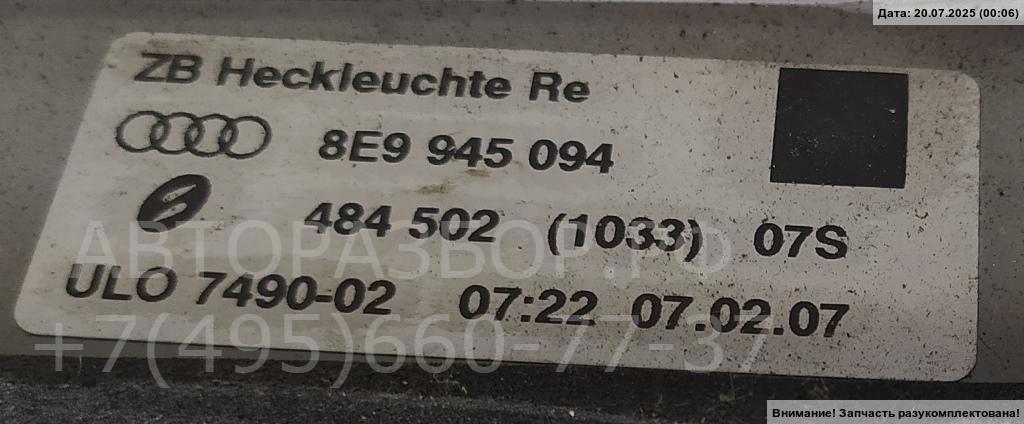 Дата: 20.07.2025 (00:06)
ZB Heckleuchte Re
8E9 945 094
484 502 (1033) 07S
АВТОРАЗБОР.РФ
ULO 7490-02 07:22 07.02.07
+7(495)660-77-37
Внимание! Запчасть разукомплектована!